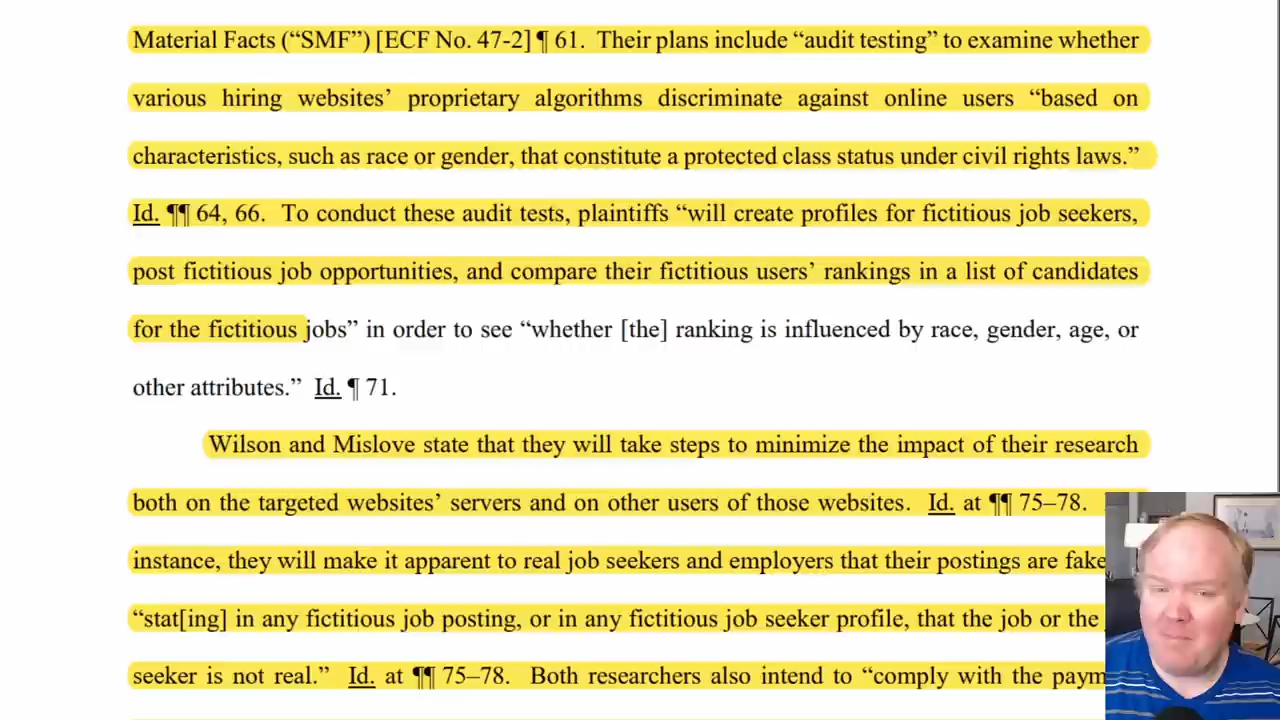 Material Facts (“SMF”) [ECF No. 47-2] ¶ 61. Their plans include “audit testing” to examine whether
various hiring websites’ proprietary algorithms discriminate against online users “based on
characteristics, such as race or gender, that constitute a protected class status under civil rights laws.”
Id. ¶¶ 64, 66. To conduct these audit tests, plaintiffs “will create profiles for fictitious job seekers,
post fictitious job opportunities, and compare their fictitious users’ rankings in a list of candidates
for the fictitious jobs” in order to see “whether [the] ranking is influenced by race, gender, age, or
other attributes.” Id. ¶ 71.
Wilson and Mislove state that they will take steps to minimize the impact of their research
both on the targeted websites’ servers and on other users of those websites. Id. at ¶¶ 75–78.
instance, they will make it apparent to real job seekers and employers that their postings are fake
“stat[ing] in any fictitious job posting, or in any fictitious job seeker profile, that the job or the
seeker is not real.” Id. at ¶¶ 75–78. Both researchers also intend to “comply with the